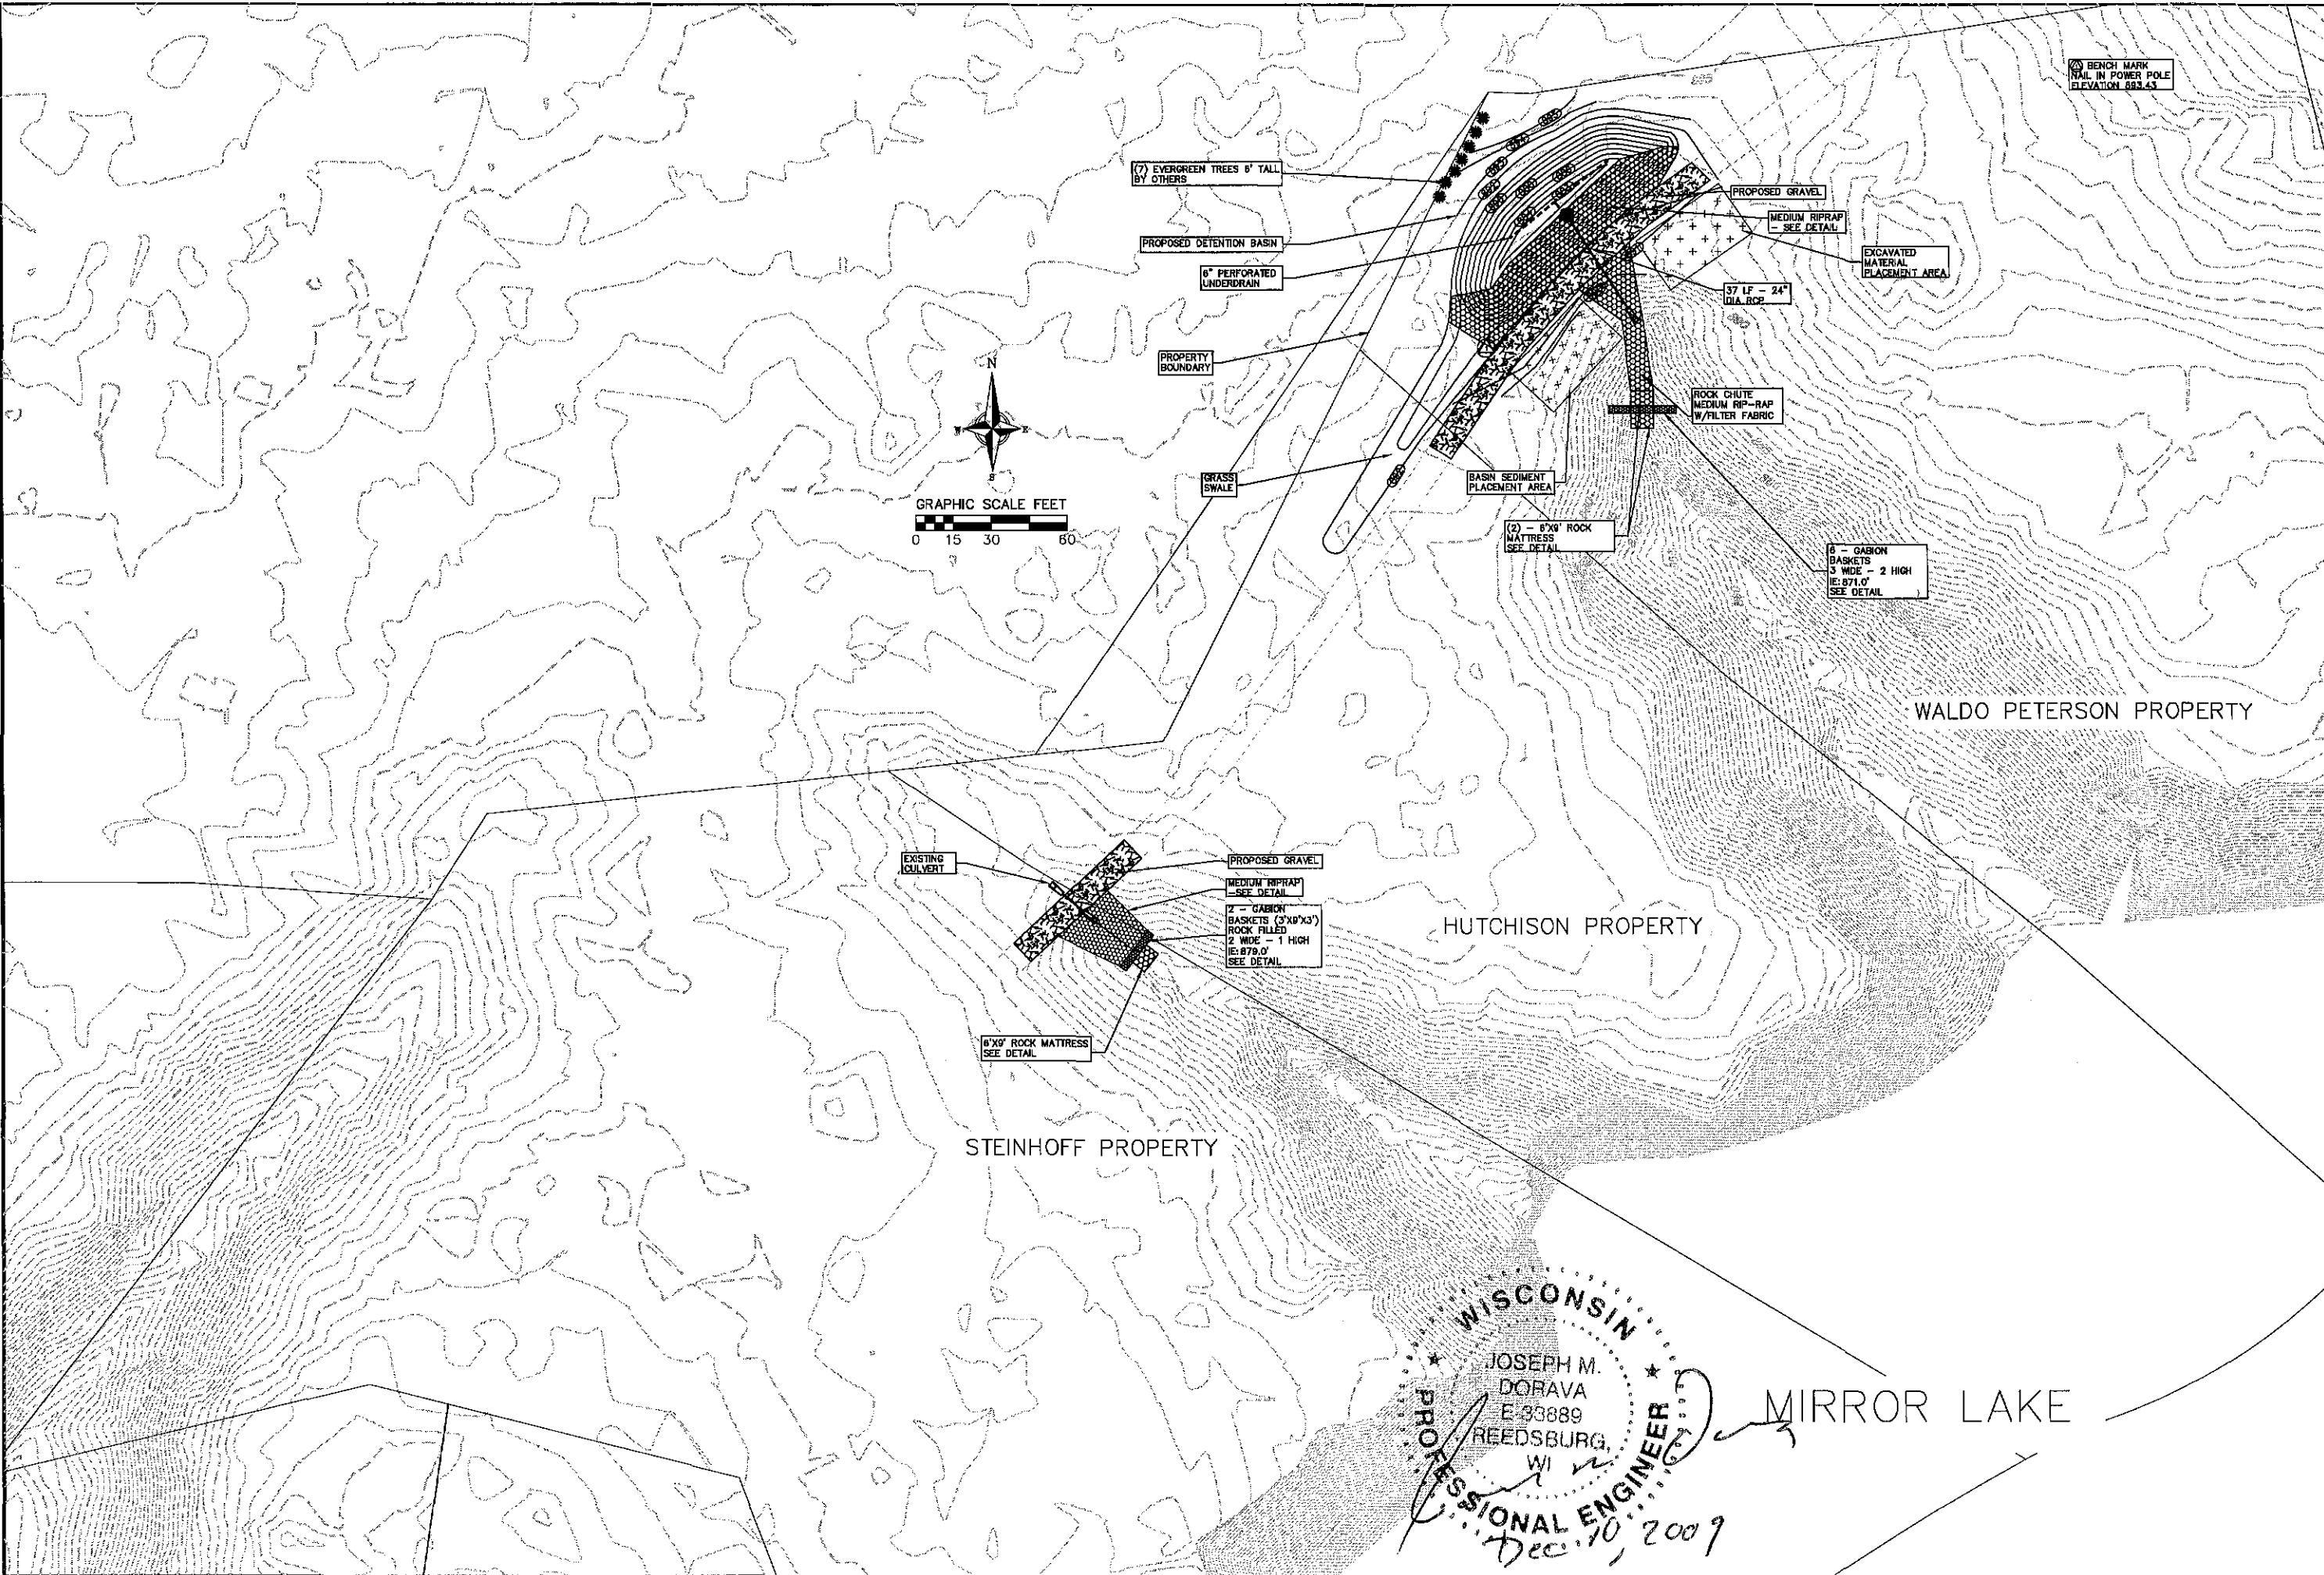 BENCH MARK
NAIL IN POWER POLE
ELEVATION 893.43
(7) EVERGREEN TREES 6' TALL
BY OTHERS
PROPOSED GRAVEL
MEDIUM RIPRAP
- SEE DETAIL
PROPOSED DETENTION BASIN
EXCAVATED
MATERIAL
PLACEMENT AREA
6" PERFORATED
UNDERDRAIN
37 LF - 24"
DIA. RCP
PROPERTY
BOUNDARY
N
W E
S
ROCK CHUTE
MEDIUM RIP-RAP
W/FILTER FABRIC
GRASS
SWALE
BASIN SEDIMENT
PLACEMENT AREA
GRAPHIC SCALE FEET
0 15 30 60
(2) - 6'X9' ROCK
MATTRESS
SEE DETAIL
6 - GABION
BASKETS
3 WIDE - 2 HIGH
IE: 871.0'
SEE DETAIL
WALDO PETERSON PROPERTY
EXISTING
CULVERT
PROPOSED GRAVEL
MEDIUM RIPRAP
-SEE DETAIL
2 - GABION
BASKETS (3'X9'X3')
ROCK FILLED
2 WIDE - 1 HIGH
IE: 879.0'
SEE DETAIL
HUTCHISON PROPERTY
6'X9' ROCK MATTRESS
SEE DETAIL
STEINHOFF PROPERTY
WISCONSIN
JOSEPH M.
DORAVA
E-33889
REEDSBURG,
WI
PROFESSIONAL ENGINEER
Dec. 10, 2009
MIRROR LAKE